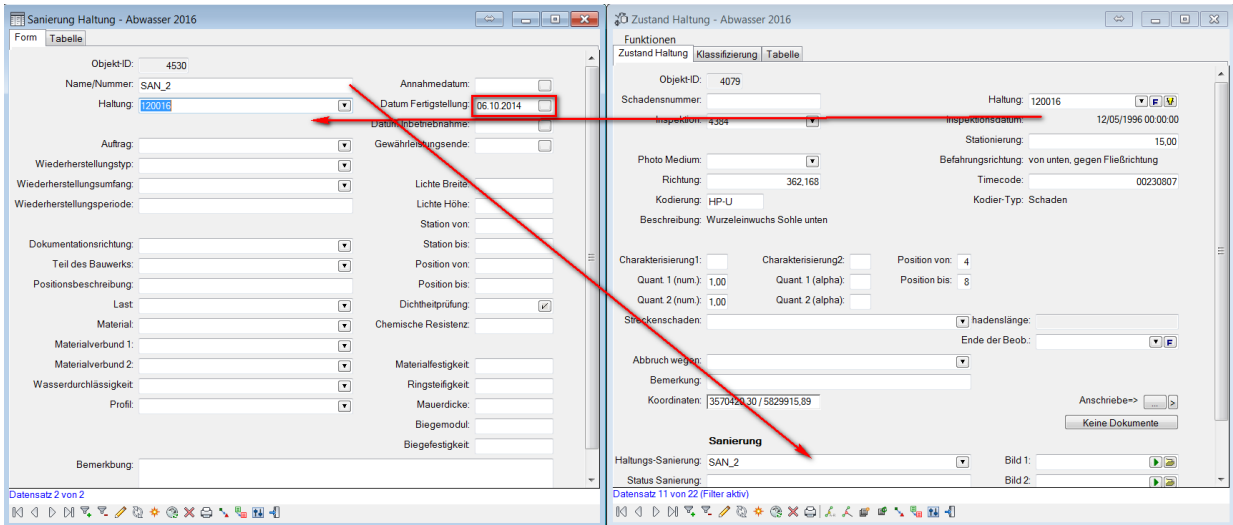 Sanierung Haltung - Abwasser 2016
Form Tabelle
Objekt-ID: 4530
Name/Nummer: SAN_2 Annahmedatum:
Haltung: 120016 Datum Fertigstellung: 06.10.2014
Datum Inbetriebnahme:
Auftrag: Gewährleistungsende:
Wiederherstellungstyp:
Wiederherstellungsumfang: Lichte Breite:
Wiederherstellungsperiode: Lichte Höhe:
Station von:
Dokumentationsrichtung: Station bis:
Teil des Bauwerks: Position von:
Positionsbeschreibung: Position bis:
Last: Dichtheitprüfung:
Material: Chemische Resistenz:
Materialverbund 1:
Materialverbund 2: Materialfestigkeit:
Wasserdurchlässigkeit: Ringsteifigkeit:
Profil: Mauerdicke:
Biegemodul:
Biegefestigkeit:
Bemerkbung:
Datensatz 2 von 2
Zustand Haltung - Abwasser 2016
Funktionen
Zustand Haltung Klassifizierung Tabelle
Objekt-ID: 4079
Schadensnummer: Haltung: 120016 F
Inspektion: 4384 Inspektionsdatum: 12/05/1996 00:00:00
Stationierung: 15,00
Photo Medium: Befahrungsrichtung: von unten, gegen Fließrichtung
Richtung: 362,168 Timecode: 00230807
Kodierung: HP-U Kodier-Typ: Schaden
Beschreibung: Wurzeleinwuchs Sohle unten
Charakterisierung1: Charakterisierung2: Position von: 4
Quant. 1 (num.): 1,00 Quant. 1 (alpha): Position bis: 8
Quant. 2 (num.): 1,00 Quant. 2 (alpha):
Streckenschaden: hadenslänge:
Ende der Beob.: F
Abbruch wegen:
Bemerkung:
Koordinaten: 3570420,30 / 5829915,89 Anschriebe=> ... >
Keine Dokumente
Sanierung
Haltungs-Sanierung: SAN_2 Bild 1:
Status Sanierung: Bild 2:
Datensatz 11 von 22 (Filter aktiv)